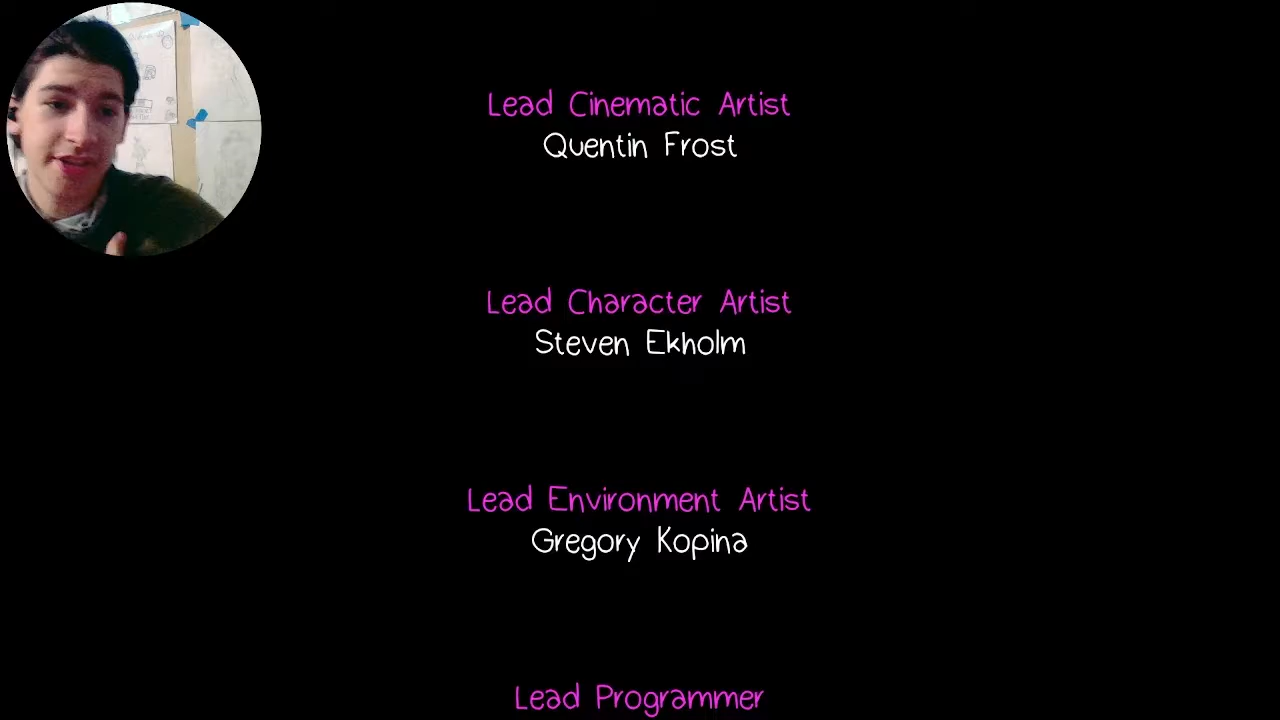 Lead Cinematic Artist
Quentin Frost
Lead Character Artist
Steven Ekholm
Lead Environment Artist
Gregory Kopina
Lead Programmer